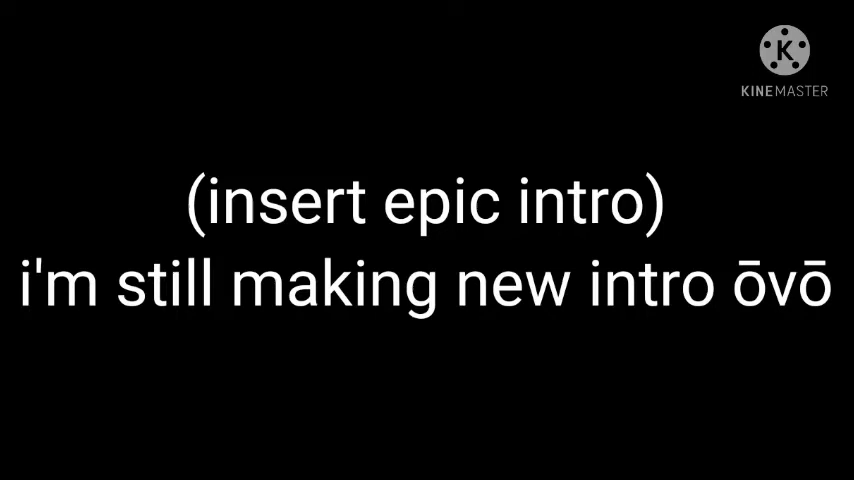 K
KINEMASTER
(insert epic intro)
i'm still making new intro ōvō